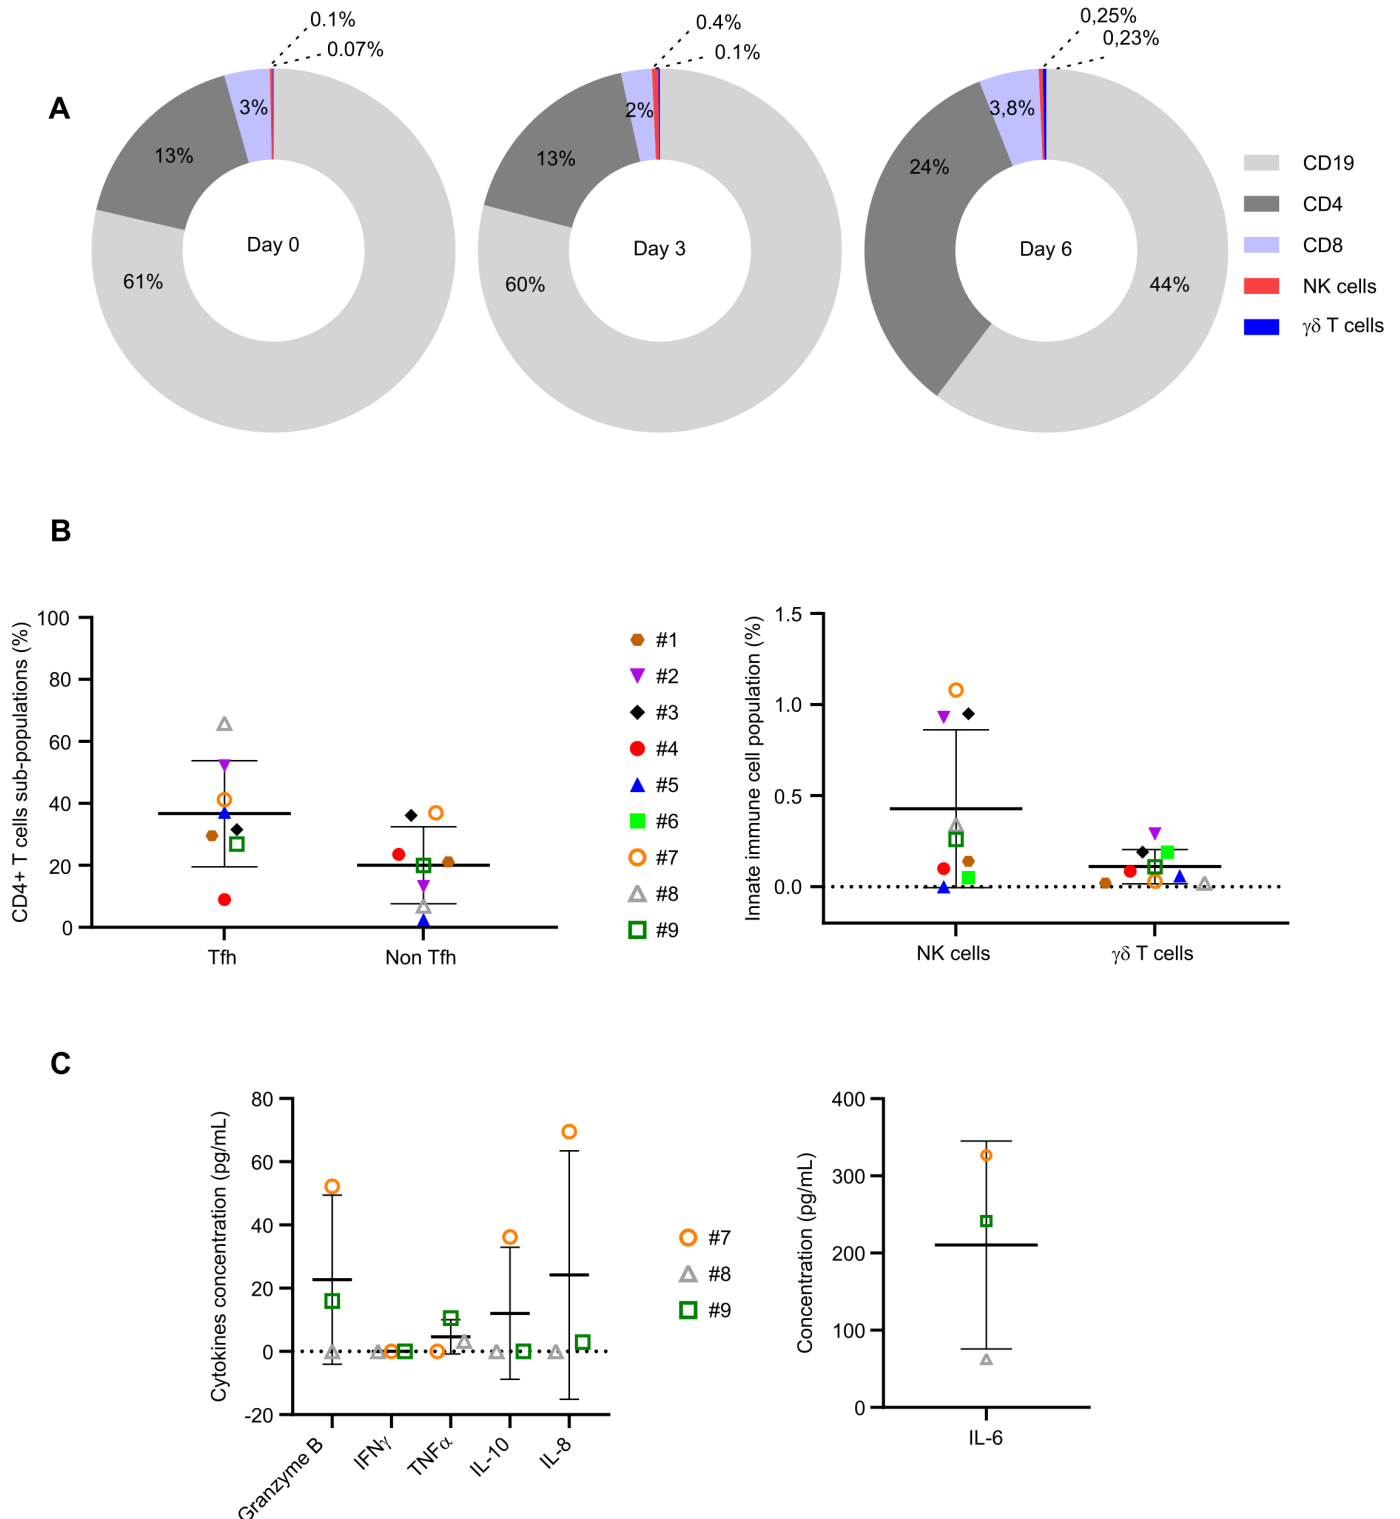 A
0.1%
0.07%
3%
13%
61%
Day 0
0.4%
0.1%
2%
13%
60%
Day 3
0,25%
0,23%
3,8%
24%
44%
Day 6
CD19
CD4
CD8
NK cells
γδ T cells
B
CD4+ T cells sub-populations (%)
100
80
60
40
20
0
Tfh
Non Tfh
#1
#2
#3
#4
#5
#6
#7
#8
#9
Innate immune cell population (%)
1.5
1.0
0.5
0.0
NK cells
γδ T cells
C
Cytokines concentration (pg/mL)
80
60
40
20
0
-20
Granzyme B
IFNγ
TNFα
IL-10
IL-8
#7
#8
#9
Concentration (pg/mL)
400
300
200
100
0
IL-6